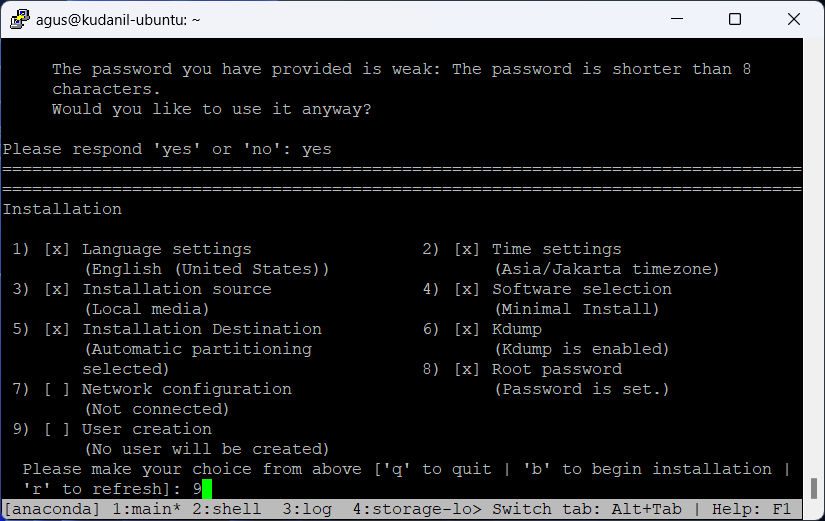 agus@kudanil-ubuntu: ~
The password you have provided is weak: The password is shorter than 8
characters.
Would you like to use it anyway?
Please respond 'yes' or 'no': yes
================================================================================
================================================================================
Installation
1) [x] Language settings 2) [x] Time settings
(English (United States)) (Asia/Jakarta timezone)
3) [x] Installation source 4) [x] Software selection
(Local media) (Minimal Install)
5) [x] Installation Destination 6) [x] Kdump
(Automatic partitioning (Kdump is enabled)
selected) 8) [x] Root password
7) [ ] Network configuration (Password is set.)
(Not connected)
9) [ ] User creation
(No user will be created)
Please make your choice from above ['q' to quit | 'b' to begin installation |
'r' to refresh]: 9
[anaconda] 1:main* 2:shell  3:log  4:storage-lo> Switch tab: Alt+Tab | Help: F1